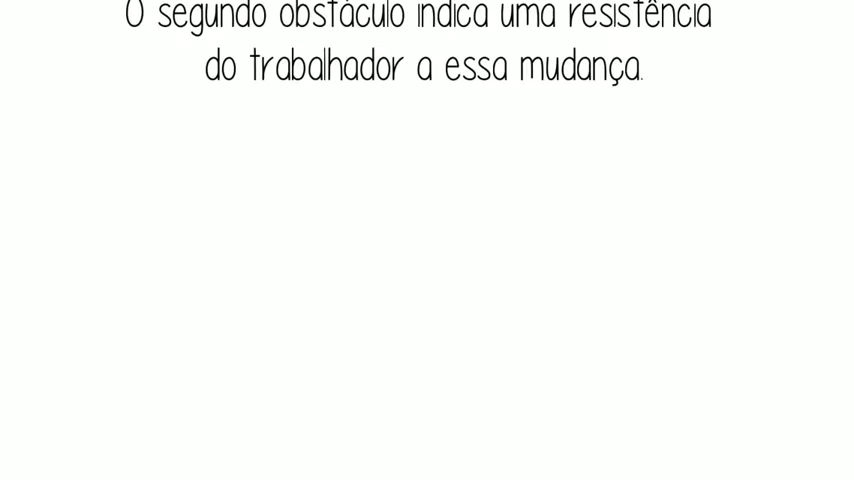 O segundo obstáculo indica uma resistência
do trabalhador a essa mudança.